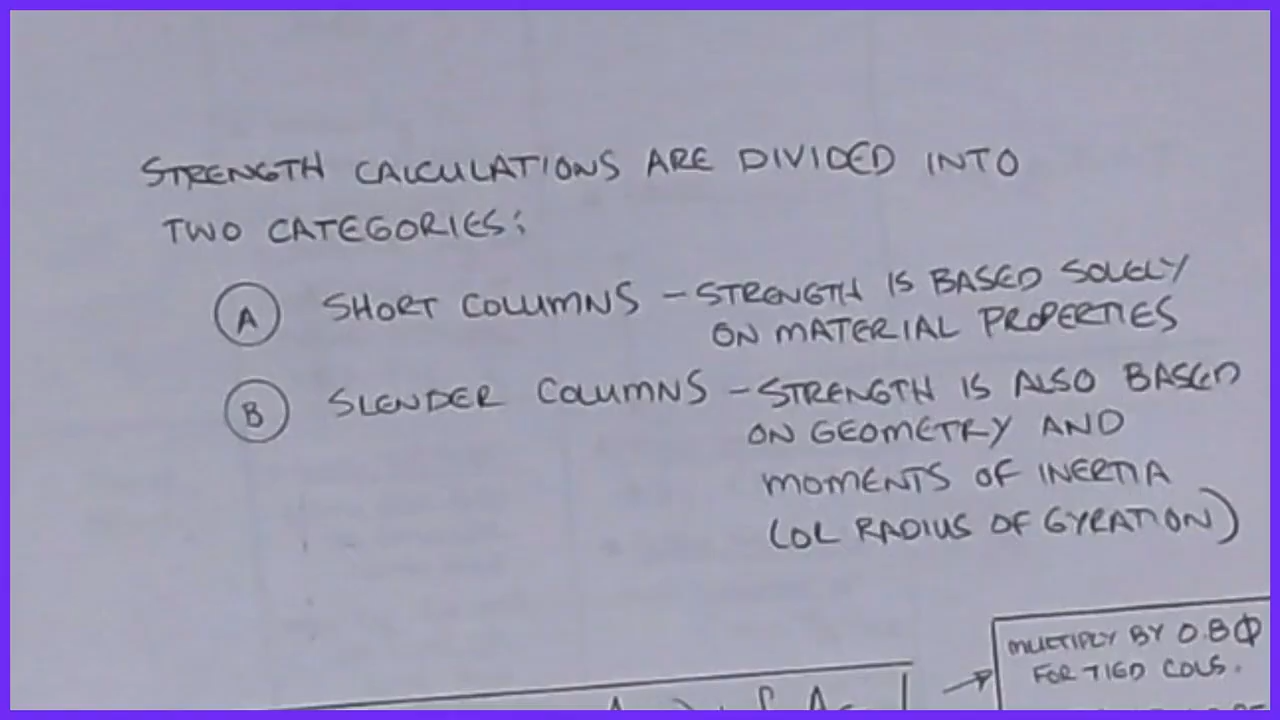 STRENGTH CALCULATIONS ARE DIVIDED INTO
TWO CATEGORIES:
A SHORT COLUMNS - STRENGTH IS BASED SOLELY
ON MATERIAL PROPERTIES
B SLENDER COLUMNS - STRENGTH IS ALSO BASED
ON GEOMETRY AND
MOMENTS OF INERTIA
(OR RADIUS OF GYRATION)
MULTIPLY BY 0.8Φ
FOR TIED COLS.